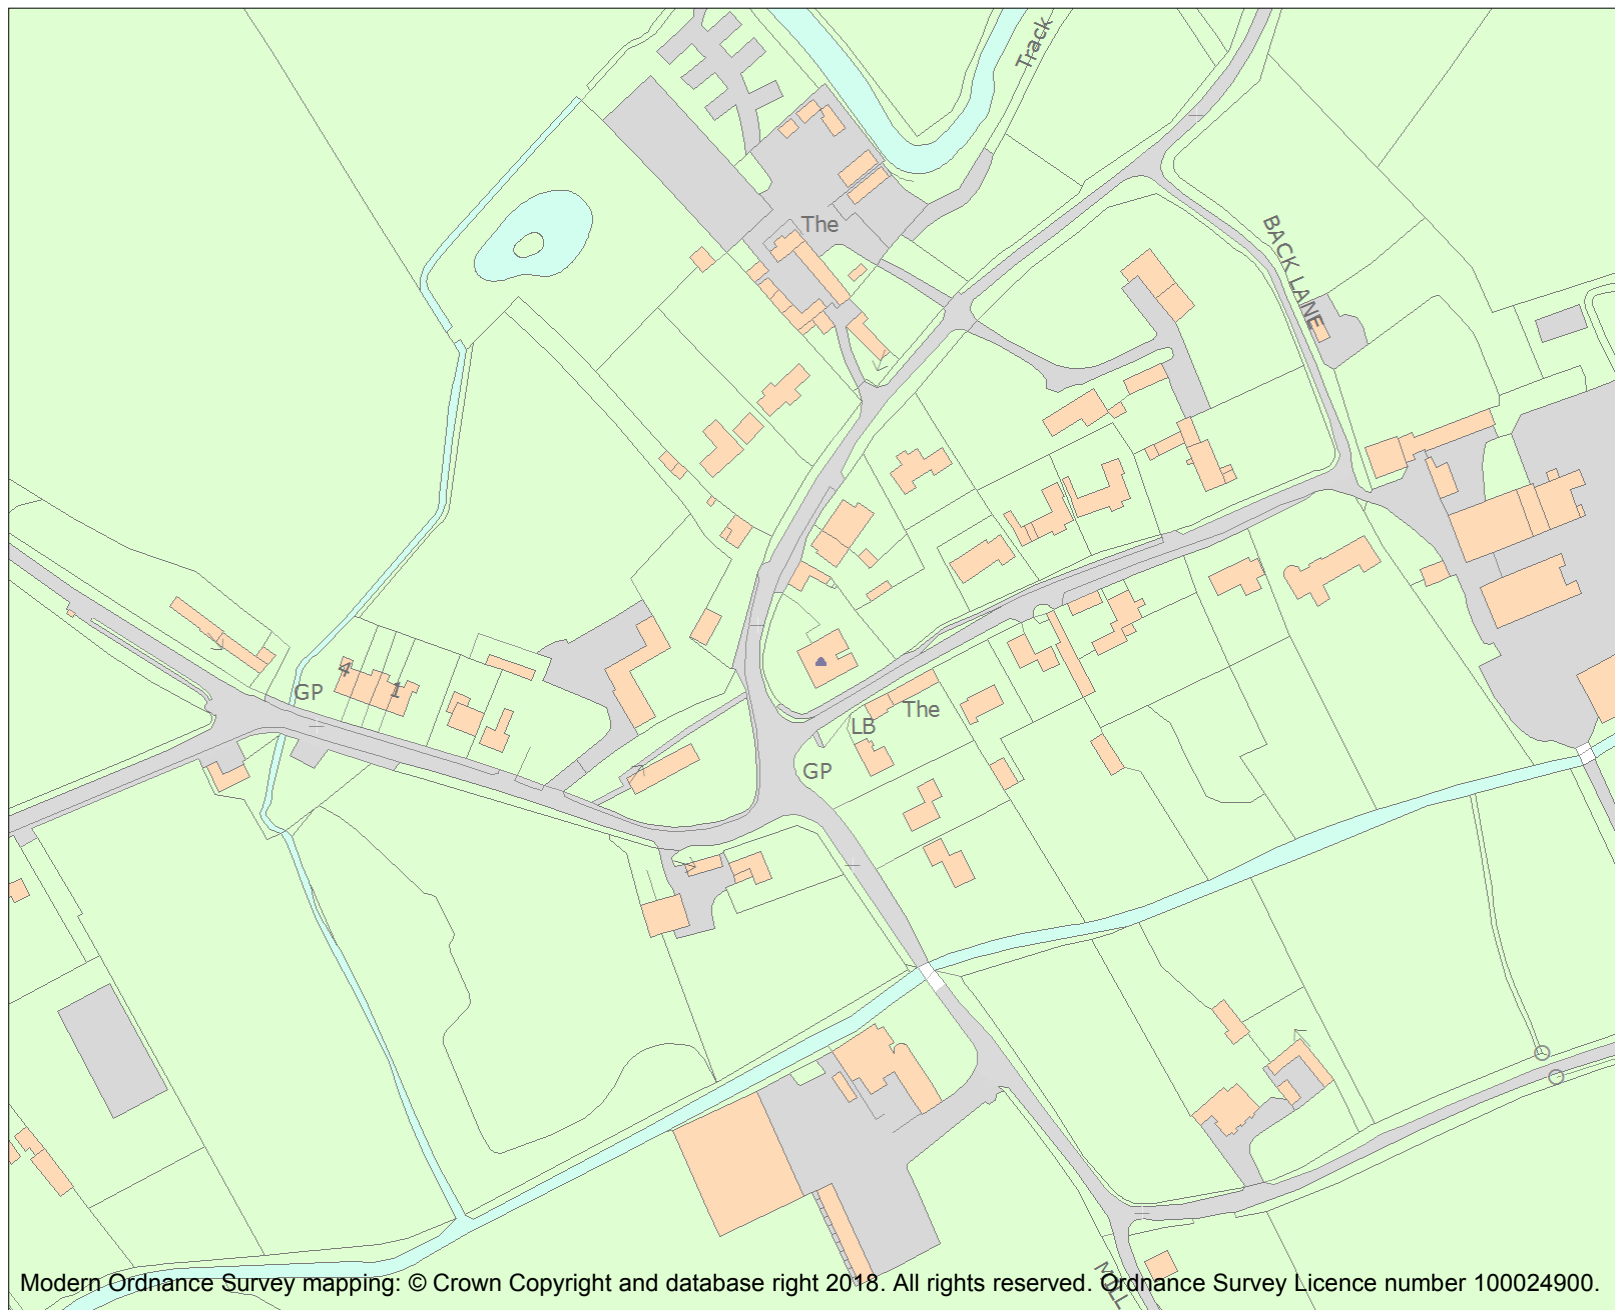 Track
The
BACK LANE
4
1
GP
The
LB
GP
MILL
Modern Ordnance Survey mapping: © Crown Copyright and database right 2018. All rights reserved. Ordnance Survey Licence number 100024900.